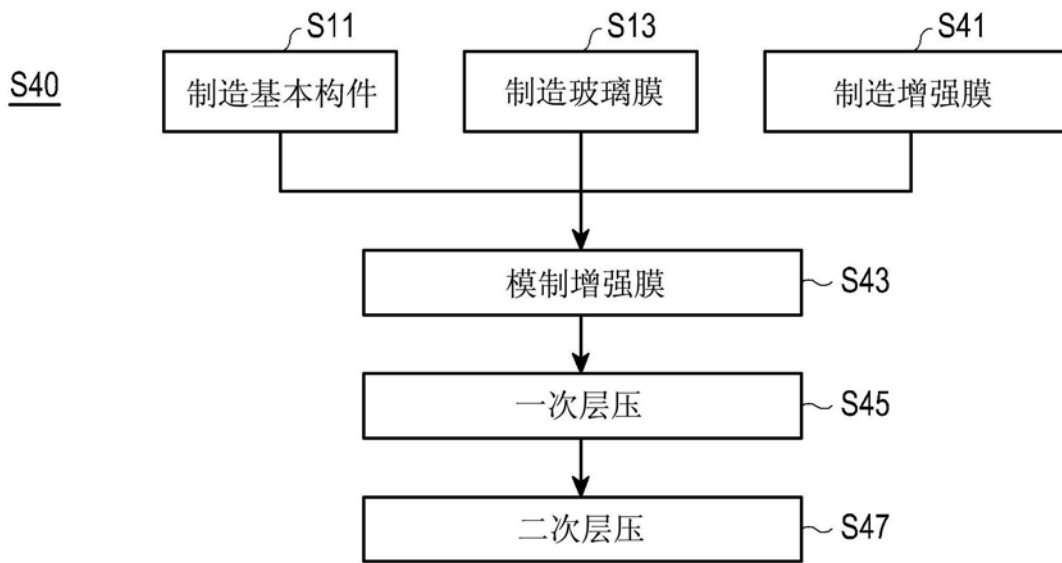 S11
S13
S41
S40
制造基本构件
制造玻璃膜
制造增强膜
模制增强膜
S43
一次层压
S45
二次层压
S47